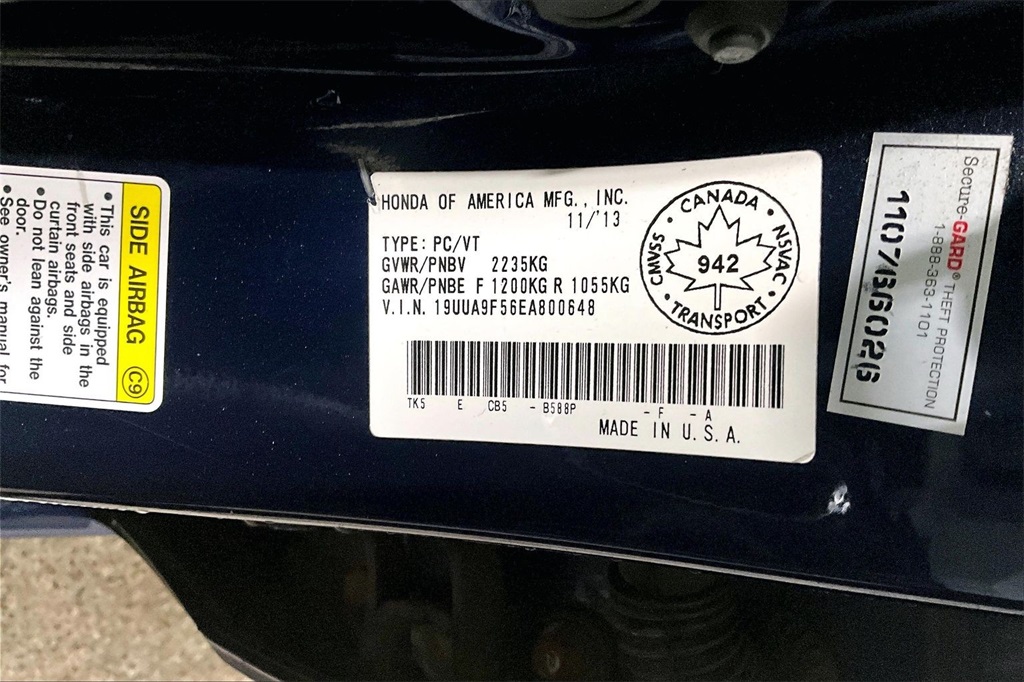 SIDE AIRBAG C9
• This car is equipped
with side airbags in the
front seats and side
curtain airbags.
• Do not lean against the
door.
• See owner's manual for
HONDA OF AMERICA MFG., INC.
11/'13
TYPE: PC/VT
GVWR/PNBV 2235KG
GAWR/PNBE F 1200KG R 1055KG
V.I.N. 19UUA9F56EA800648
TK5 E CB5 - B588P - F - A
MADE IN U.S.A.
• CANADA •
CMVSS
942
NSVAC
• TRANSPORT •
Secure-GARD® THEFT PROTECTION
1-888-363-1101